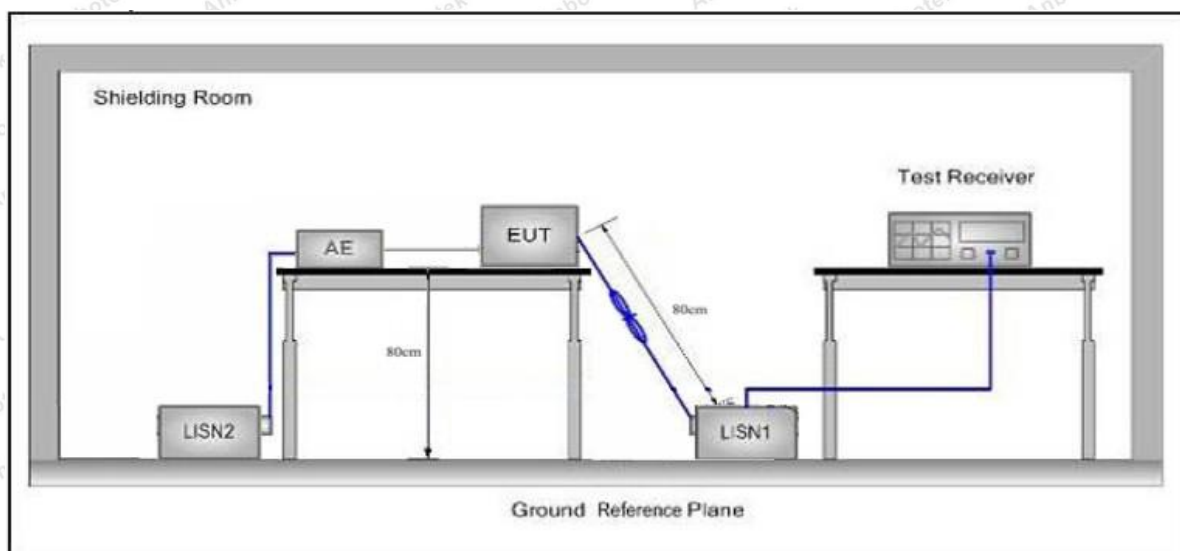 Shielding Room
Test Receiver
AE
EUT
80cm
80cm
LISN2
LISN1
Ground Reference Plane